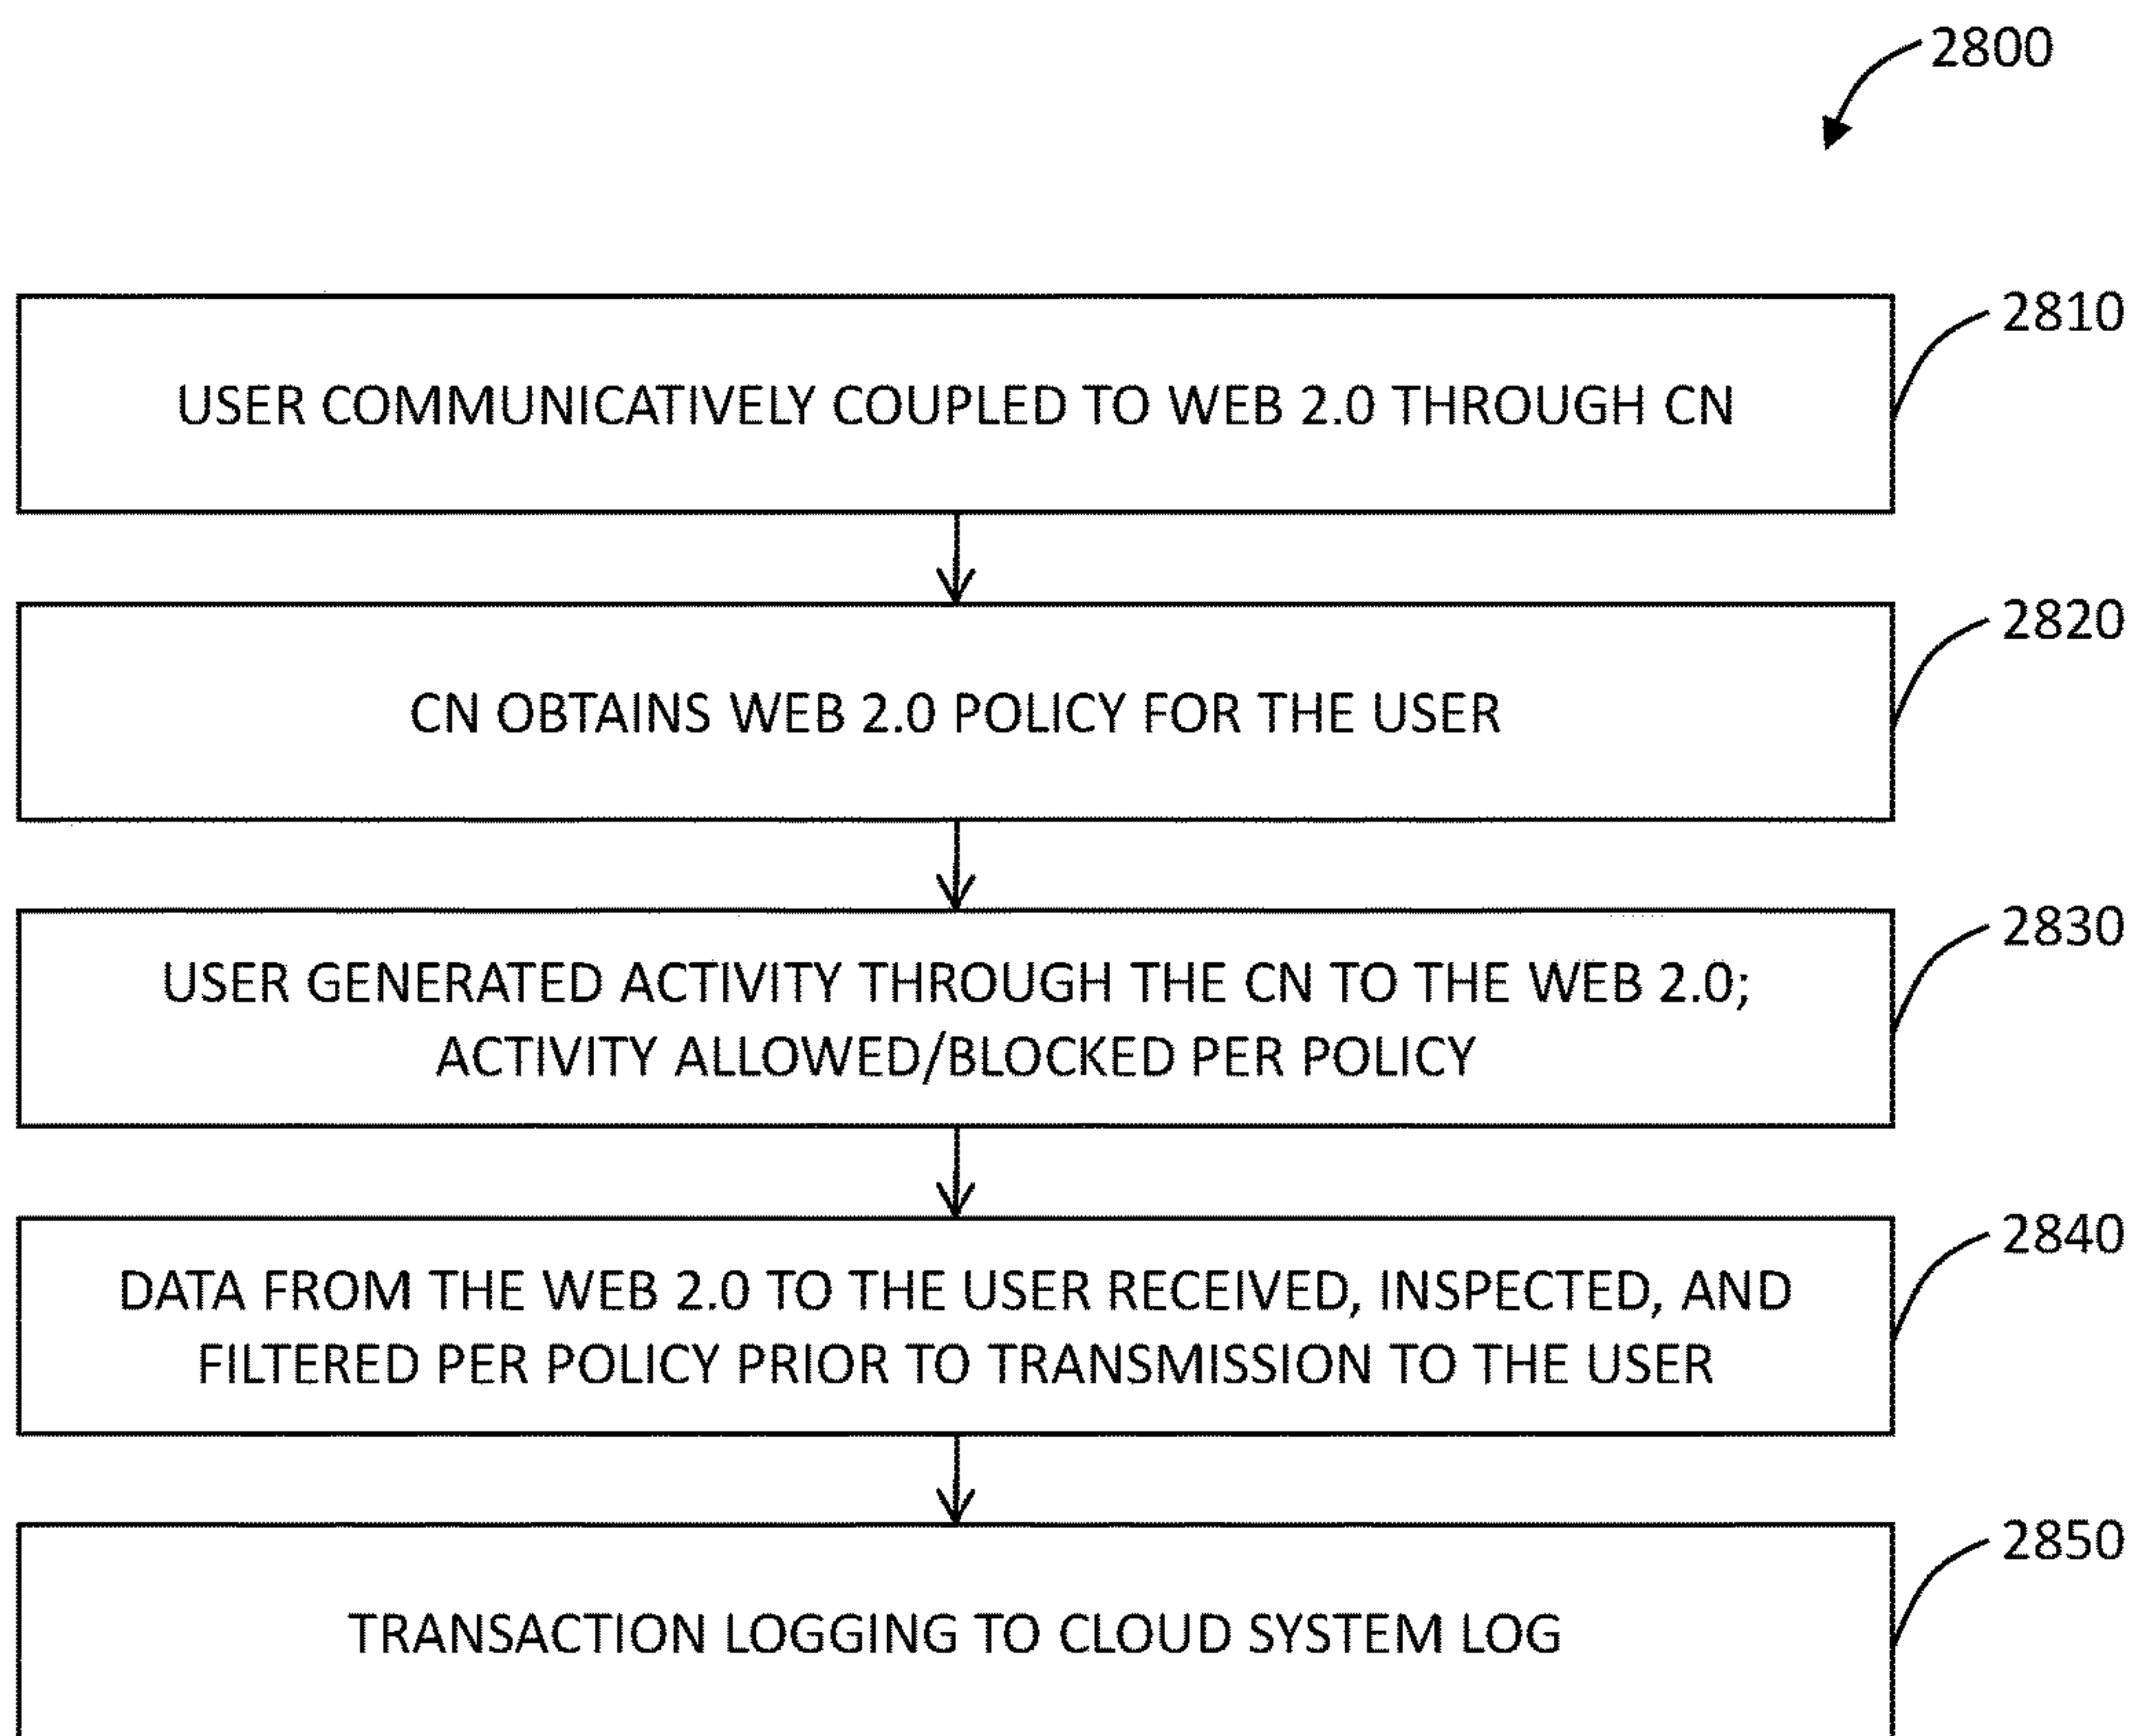 2800
2810
USER COMMUNICATIVELY COUPLED TO WEB 2.0 THROUGH CN
2820
CN OBTAINS WEB 2.0 POLICY FOR THE USER
2830
USER GENERATED ACTIVITY THROUGH THE CN TO THE WEB 2.0;
ACTIVITY ALLOWED/BLOCKED PER POLICY
2840
DATA FROM THE WEB 2.0 TO THE USER RECEIVED, INSPECTED, AND
FILTERED PER POLICY PRIOR TO TRANSMISSION TO THE USER
2850
TRANSACTION LOGGING TO CLOUD SYSTEM LOG